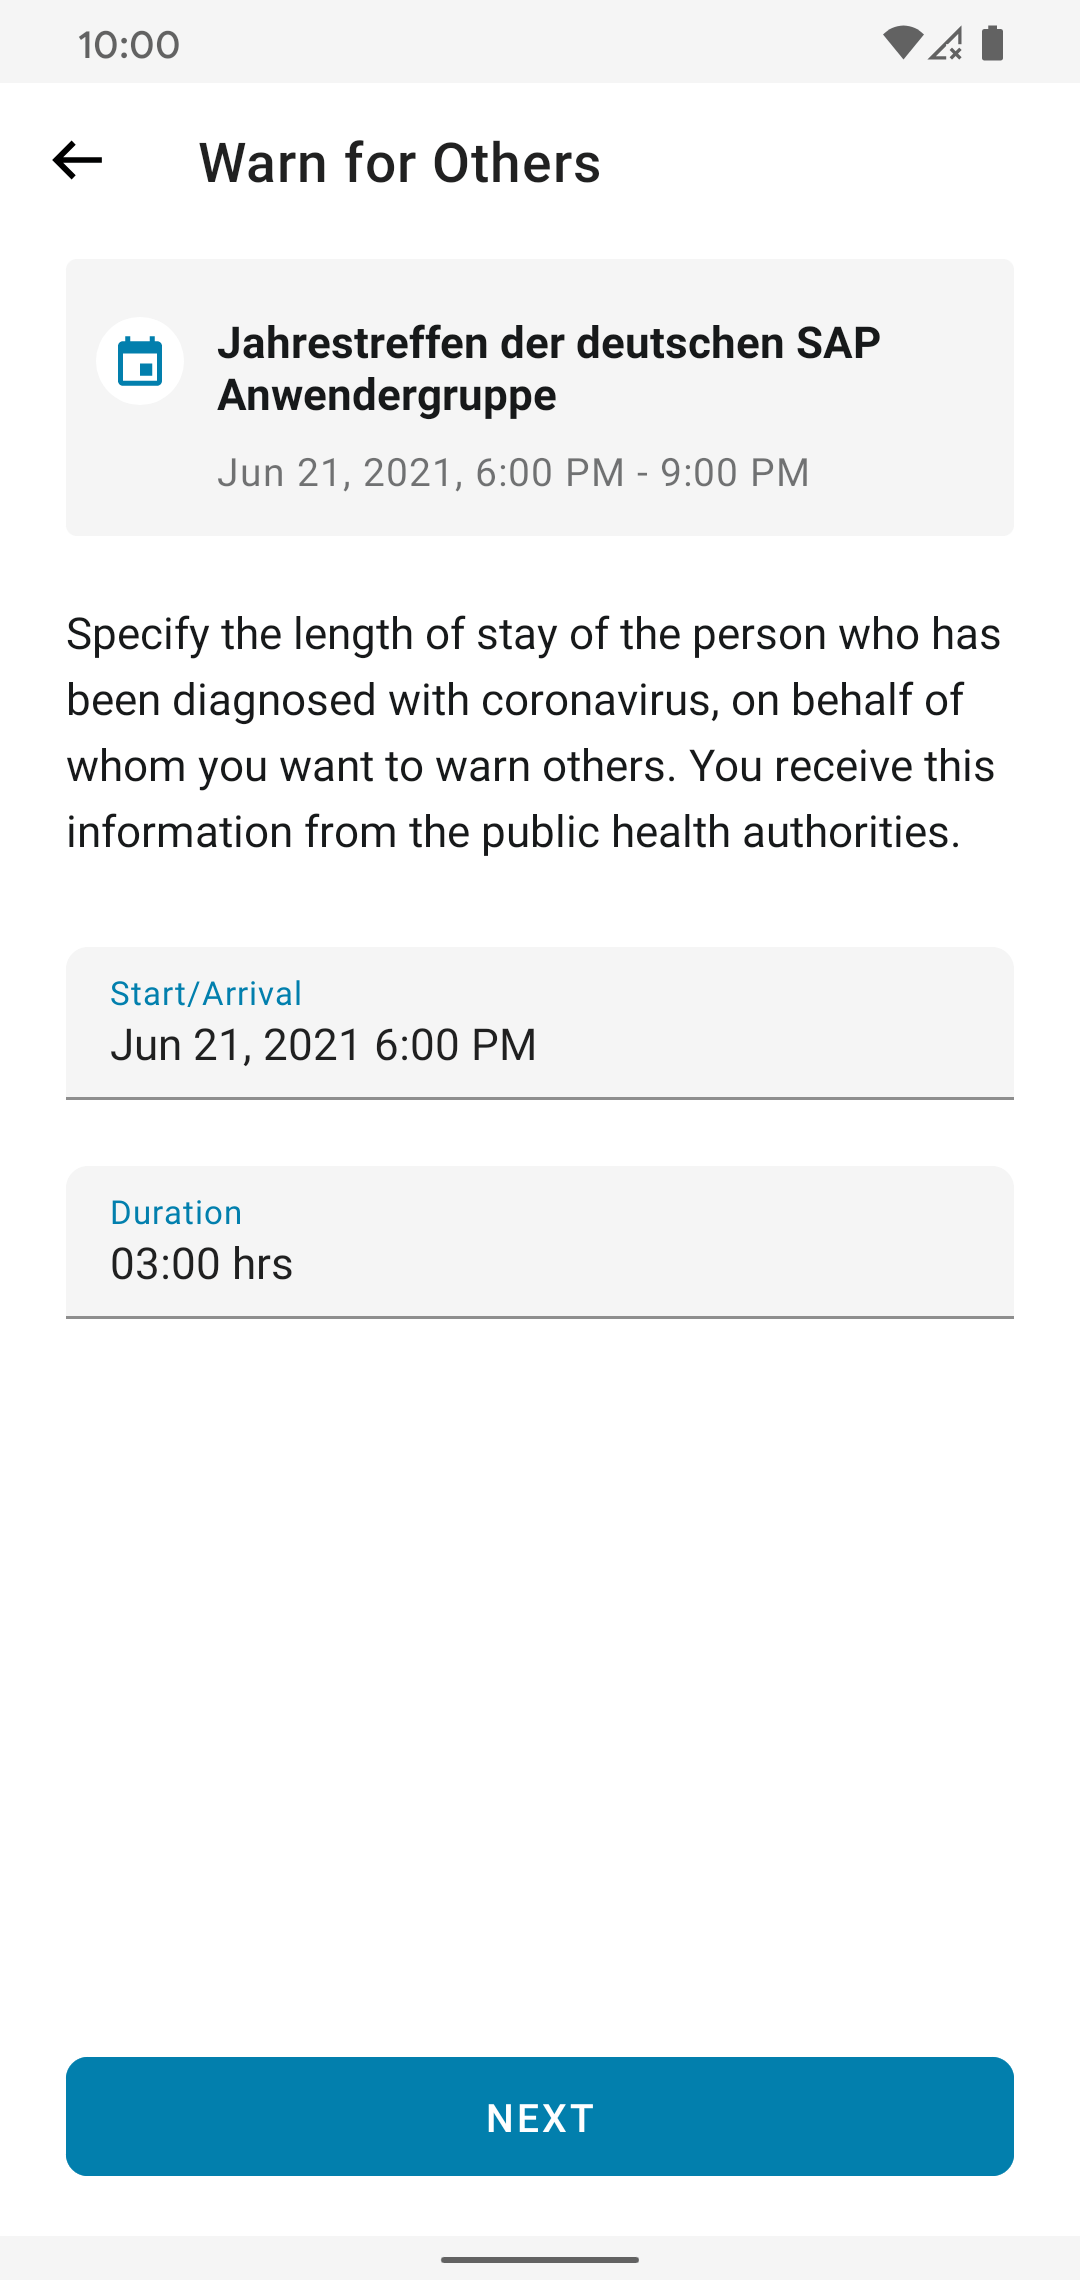 10:00
Warn for Others
Jahrestreffen der deutschen SAP
Anwendergruppe
Jun 21, 2021, 6:00 PM - 9:00 PM
Specify the length of stay of the person who has
been diagnosed with coronavirus, on behalf of
whom you want to warn others. You receive this
information from the public health authorities.
Start/Arrival
Jun 21, 2021 6:00 PM
Duration
03:00 hrs
NEXT